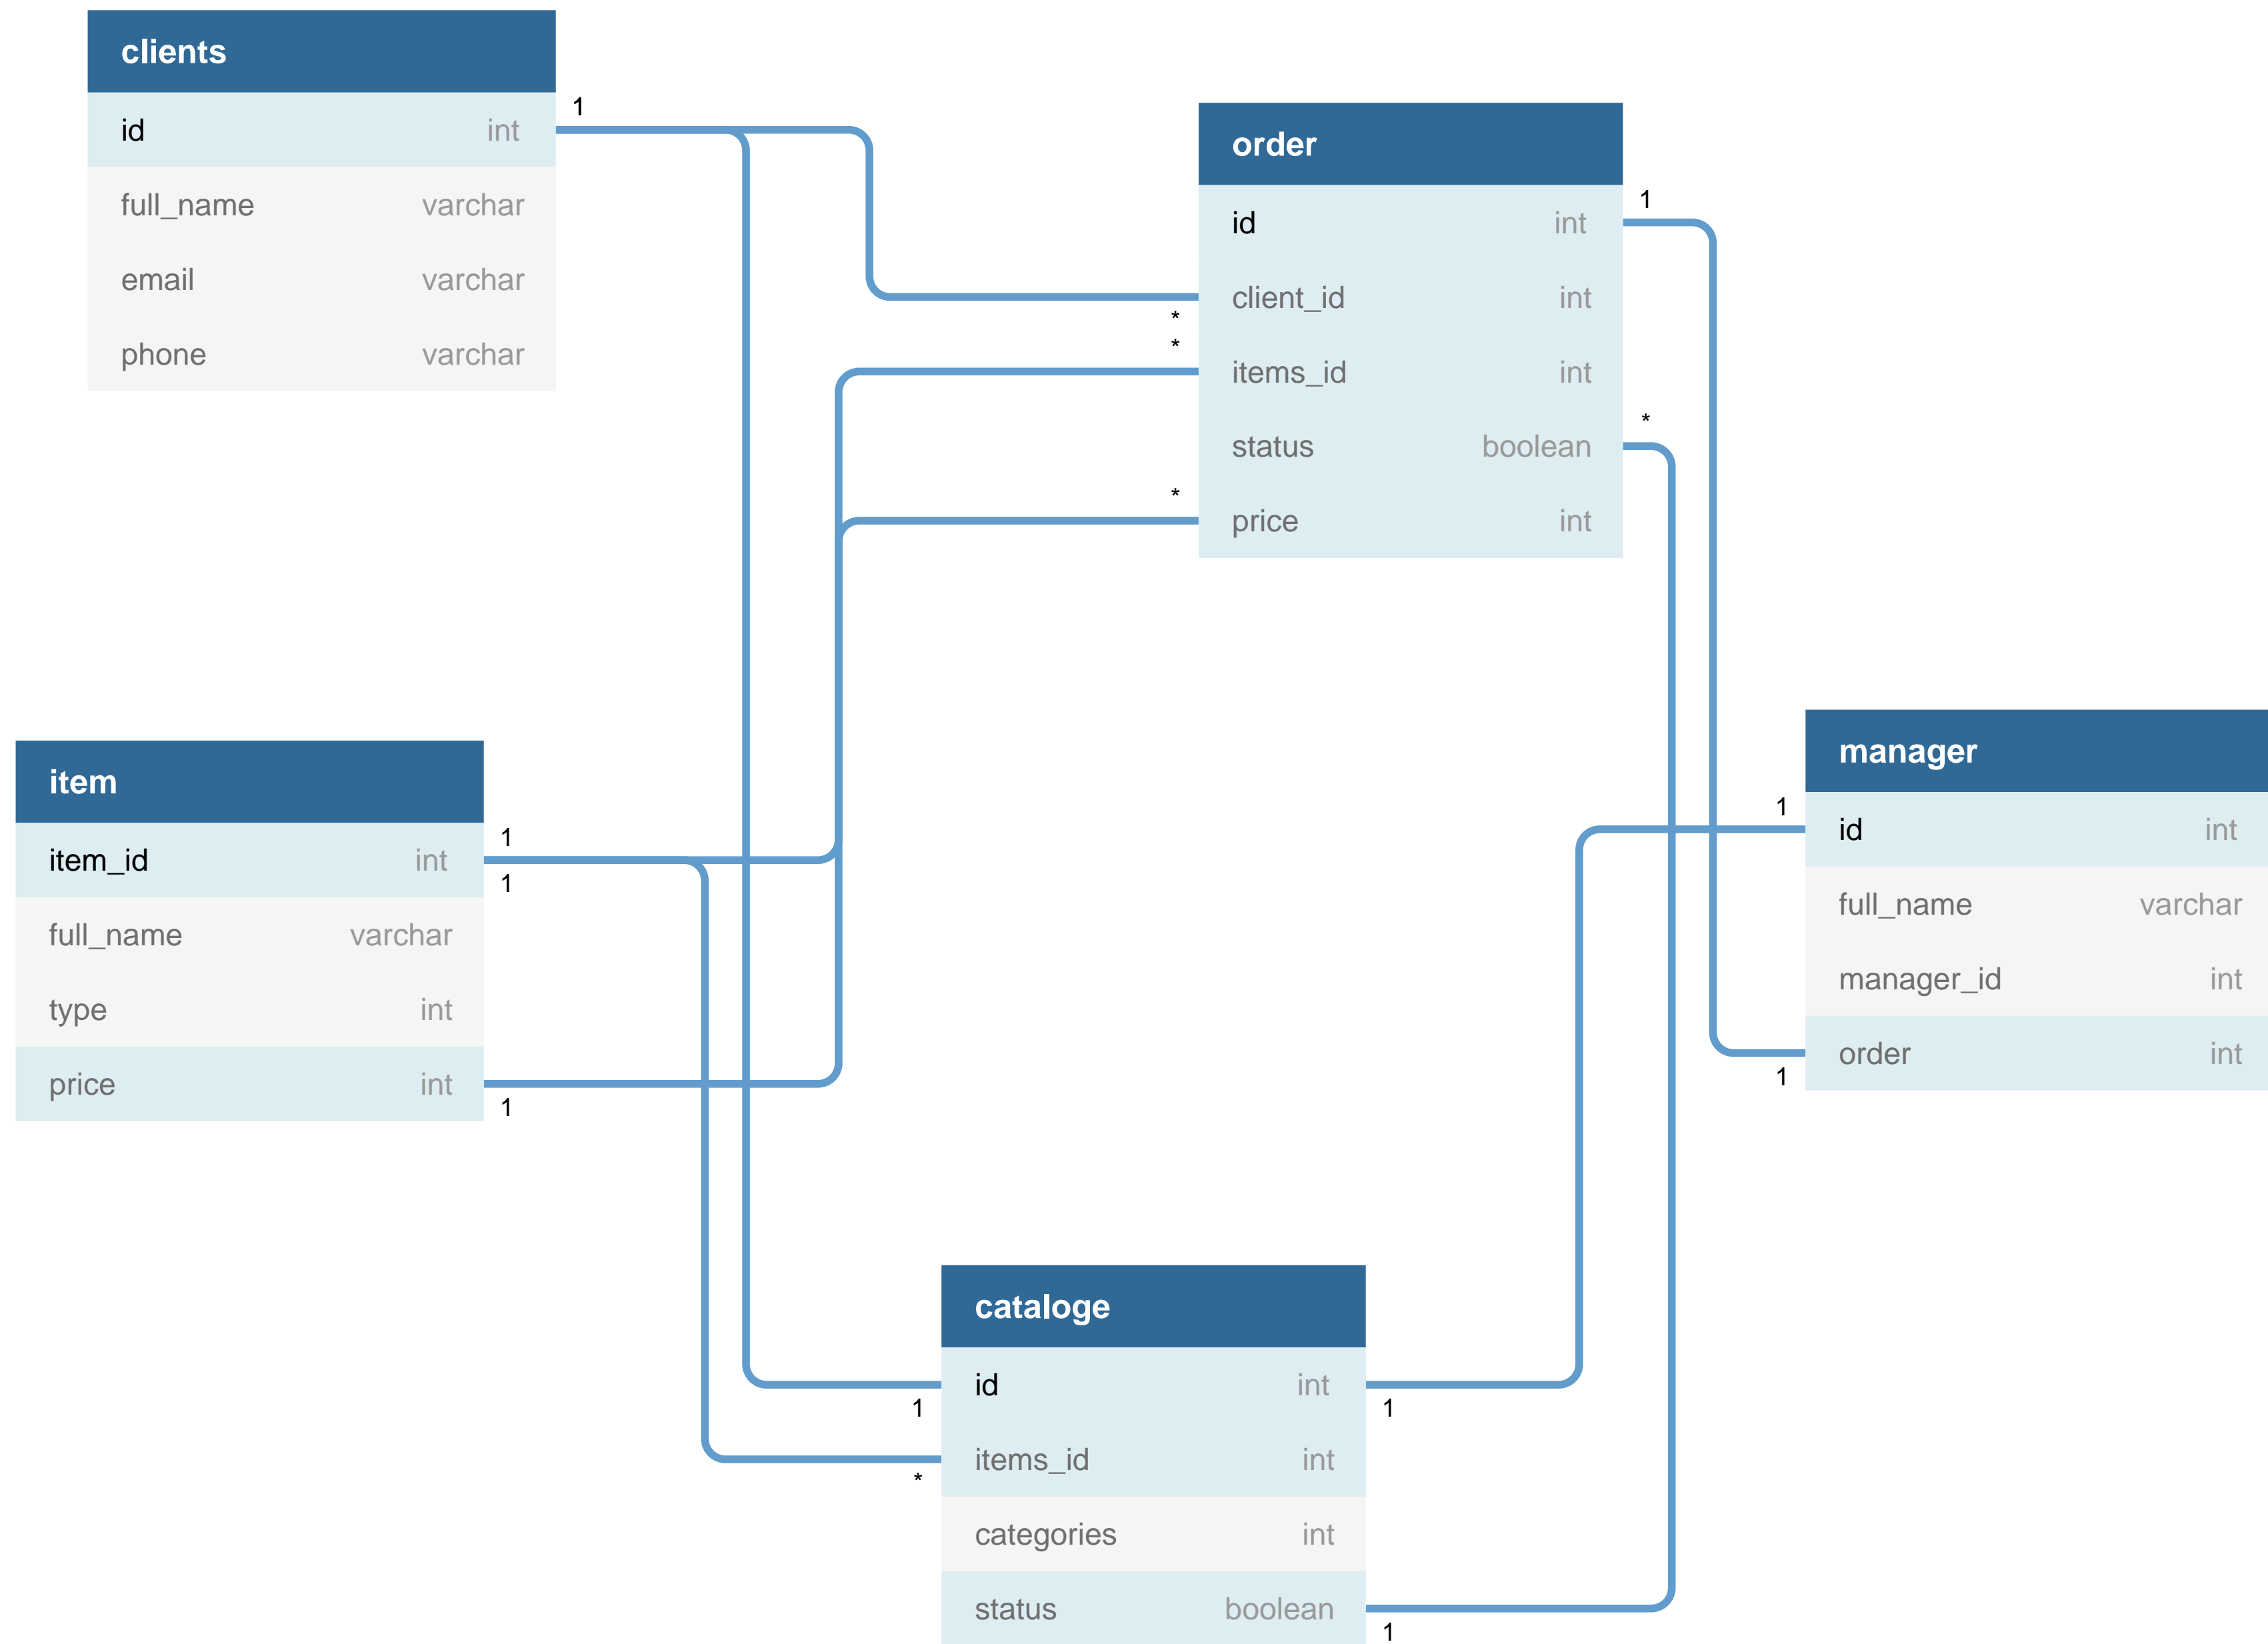 clients
id int
full_name varchar
email varchar
phone varchar
1
order
id int
client_id int
items_id int
status boolean
price int
1
*
*
*
*
item
item_id int
full_name varchar
type int
price int
1
1
1
manager
id int
full_name varchar
manager_id int
order int
1
1
cataloge
id int
items_id int
categories int
status boolean
1
*
1
1